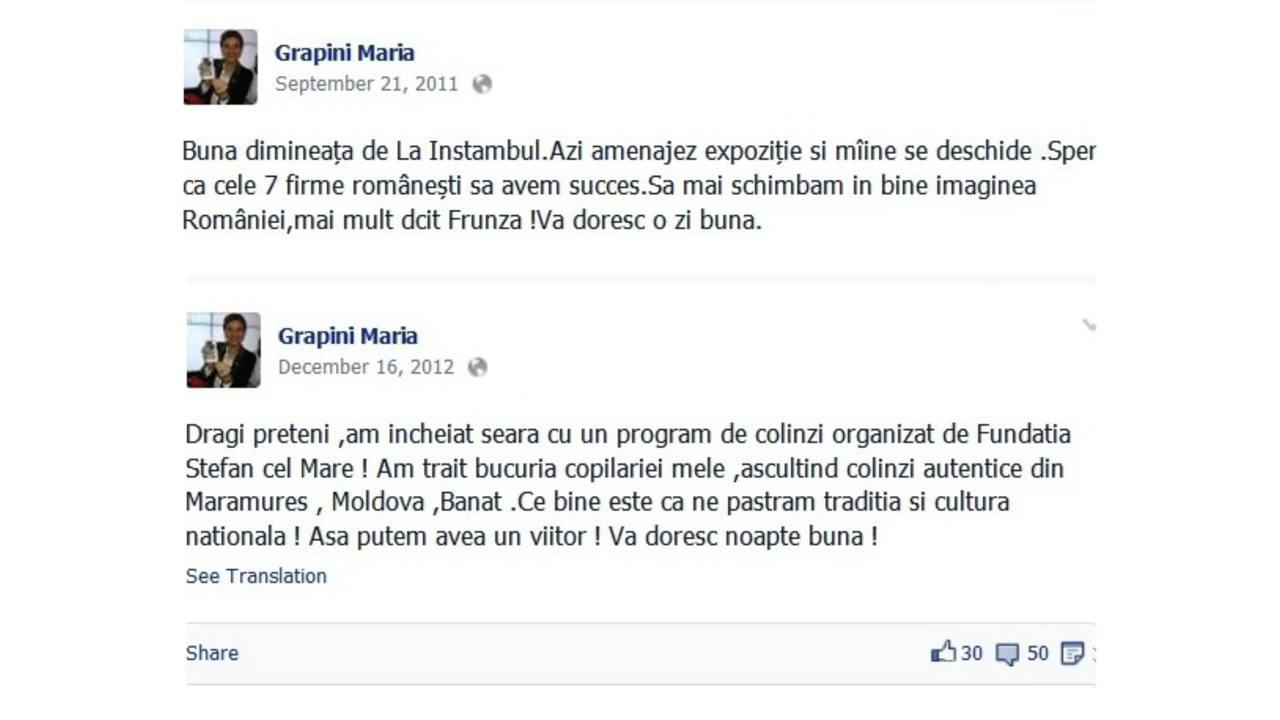 Grapini Maria
September 21, 2011
Buna dimineața de La Instambul.Azi amenajez expoziție si mîine se deschide .Sper
ca cele 7 firme românești sa avem succes.Sa mai schimbam in bine imaginea
României,mai mult dcit Frunza !Va doresc o zi buna.
Grapini Maria
December 16, 2012
Dragi preteni ,am incheiat seara cu un program de colinzi organizat de Fundatia
Stefan cel Mare ! Am trait bucuria copilariei mele ,ascultind colinzi autentice din
Maramures , Moldova ,Banat .Ce bine este ca ne pastram traditia si cultura
nationala ! Asa putem avea un viitor ! Va doresc noapte buna !
See Translation
Share 30 50